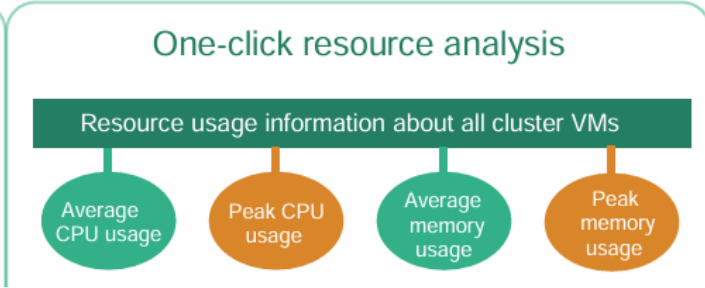 One-click resource analysis
Resource usage information about all cluster VMs
Average
CPU usage
Peak CPU
usage
Average
memory
usage
Peak
memory
usage